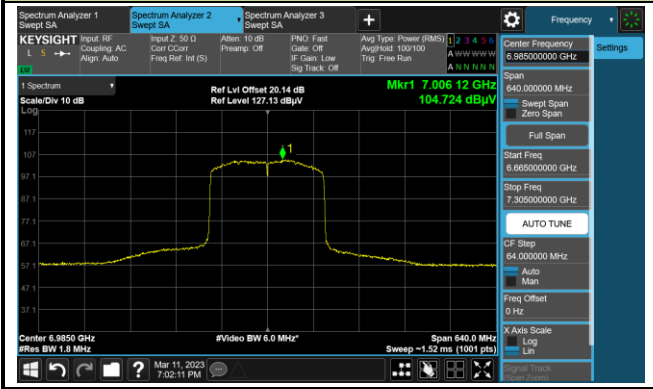 Spectrum Analyzer 1
Swept SA
Spectrum Analyzer 2
Swept SA
Spectrum Analyzer 3
Swept SA
+
Frequency
KEYSIGHT
L S
LW
Input: RF
Coupling: AC
Align: Auto
Input Z: 50 Ω
Corr CCorr
Freq Ref: Int (S)
Atten: 10 dB
Preamp: Off
PNO: Fast
Gate: Off
IF Gain: Low
Sig Track: Off
Avg Type: Power (RMS)
Avg|Hold: 100/100
Trig: Free Run
1 2 3 4 5 6
A W W W W W
A N N N N N
1 Spectrum
Scale/Div 10 dB
Log
Ref Lvl Offset 20.14 dB
Ref Level 127.13 dBµV
Mkr1 7.006 12 GHz
104.724 dBµV
1
117
107
97.1
87.1
77.1
67.1
57.1
47.1
37.1
Center 6.9850 GHz
#Res BW 1.8 MHz
#Video BW 6.0 MHz*
Span 640.0 MHz
Sweep ~1.52 ms (1001 pts)
Mar 11, 2023
7:02:11 PM
Center Frequency
6.985000000 GHz
Span
640.000000 MHz
Swept Span
Zero Span
Full Span
Start Freq
6.665000000 GHz
Stop Freq
7.305000000 GHz
AUTO TUNE
CF Step
64.000000 MHz
Auto
Man
Freq Offset
0 Hz
X Axis Scale
Log
Lin
Signal Track
(Span Zoom)
Settings